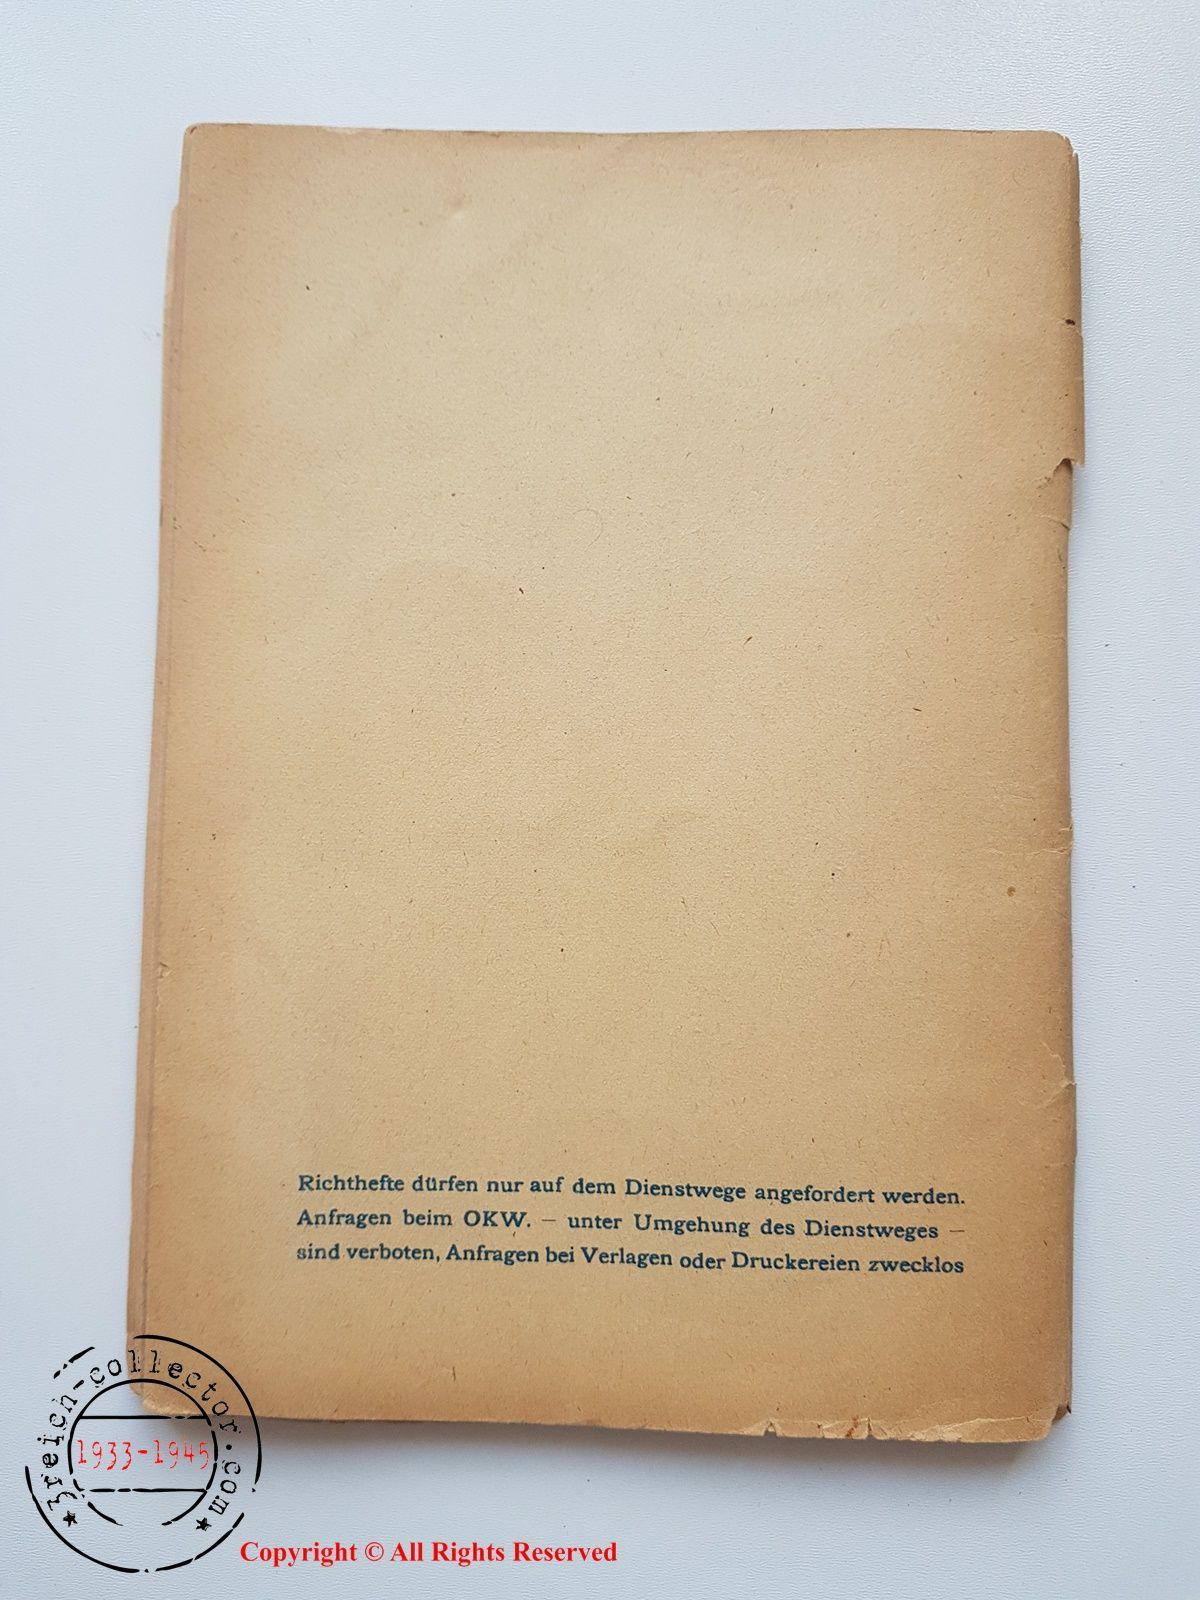 Richthefte dürfen nur auf dem Dienstwege angefordert werden.
Anfragen beim OKW. – unter Umgehung des Dienstweges –
sind verboten, Anfragen bei Verlagen oder Druckereien zwecklos
3reich-collector.com
1933-1945
Copyright © All Rights Reserved